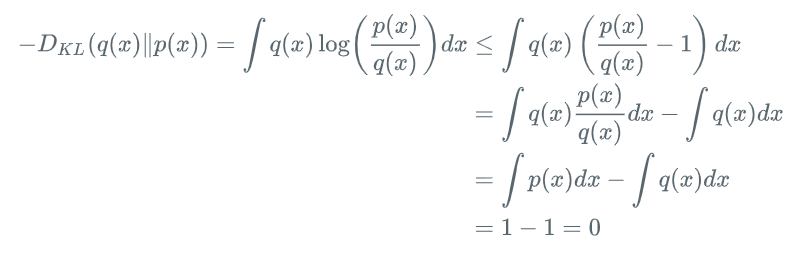 −D_{KL}(q(x)‖p(x)) = ∫ q(x) log(p(x)/q(x)) dx ≤ ∫ q(x) (p(x)/q(x) − 1) dx
= ∫ q(x) p(x)/q(x) dx − ∫ q(x)dx
= ∫ p(x)dx − ∫ q(x)dx
= 1 − 1 = 0